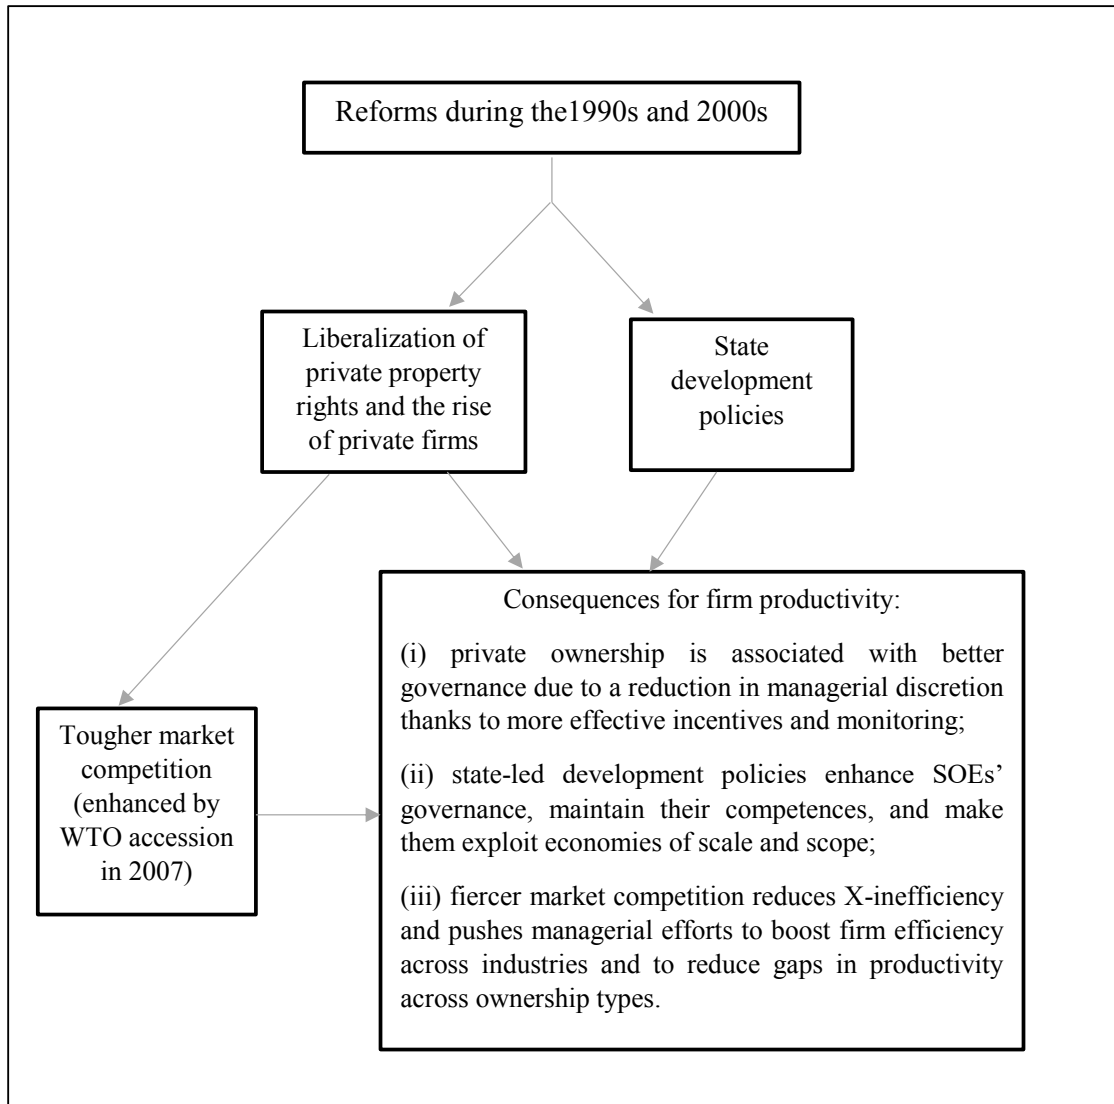 Reforms during the1990s and 2000s
Liberalization of
private property
rights and the rise
of private firms
State
development
policies
Tougher market
competition
(enhanced by
WTO accession
in 2007)
Consequences for firm productivity:
(i) private ownership is associated with better
governance due to a reduction in managerial discretion
thanks to more effective incentives and monitoring;
(ii) state-led development policies enhance SOEs’
governance, maintain their competences, and make
them exploit economies of scale and scope;
(iii) fiercer market competition reduces X-inefficiency
and pushes managerial efforts to boost firm efficiency
across industries and to reduce gaps in productivity
across ownership types.